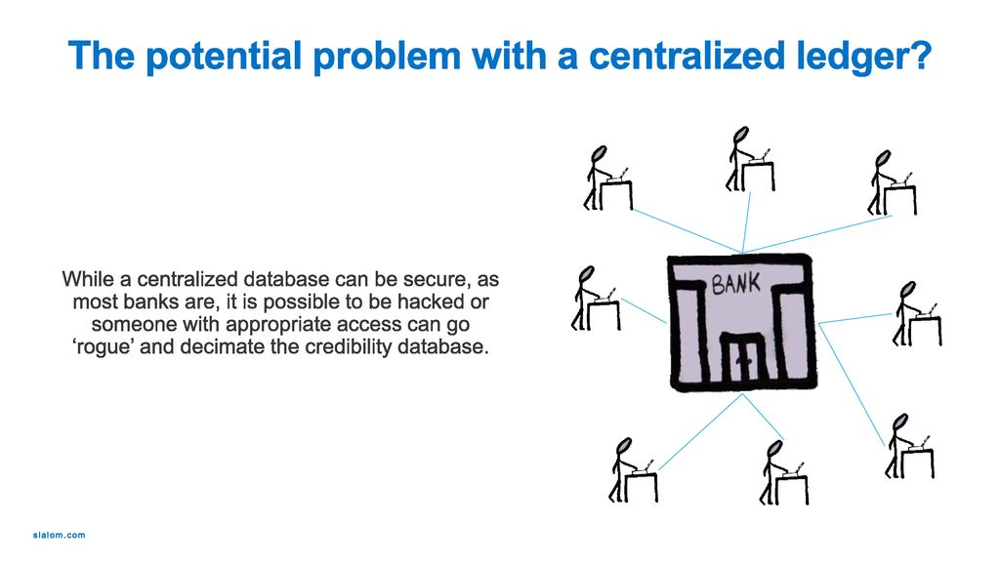 The potential problem with a centralized ledger?
While a centralized database can be secure, as
most banks are, it is possible to be hacked or
someone with appropriate access can go
‘rogue’ and decimate the credibility database.
BANK
slalom.com